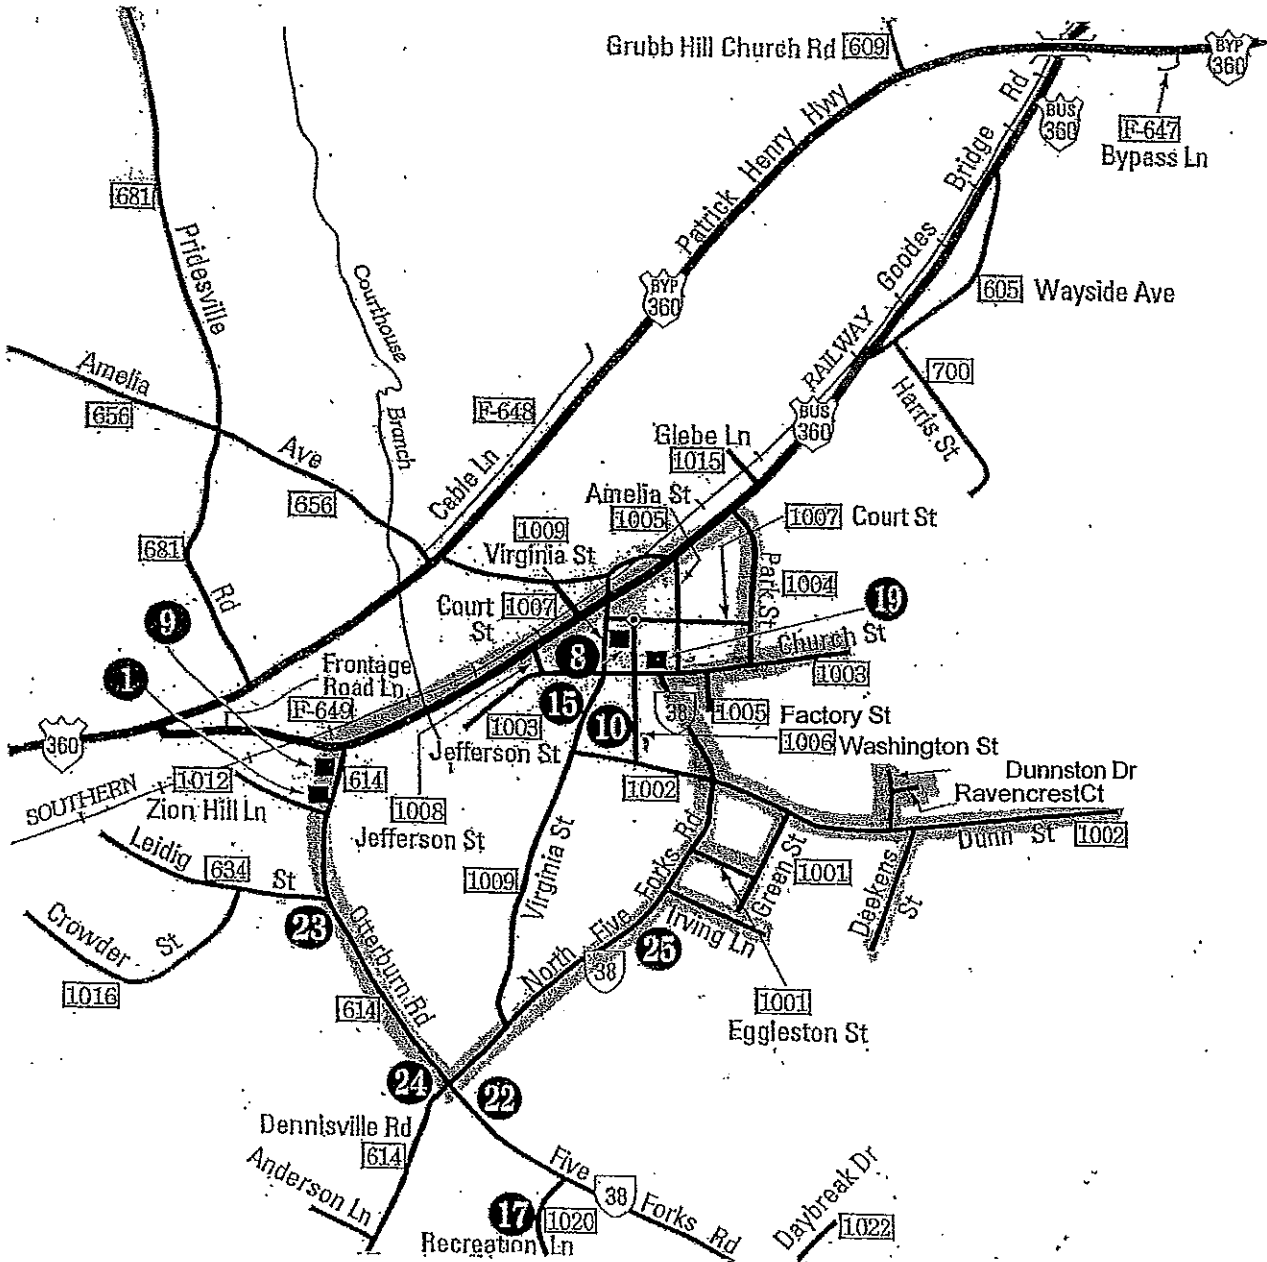 Grubb Hill Church Rd 609
BYP
360
Rd
BUS
360
F-647
Bypass Ln
Patrick Henry Hwy
Bridge
681
Pridesville
Goodes
Courthouse
BYP
360
605 Wayside Ave
RAILWAY
Amelia
656
700
Harris St
F-648
Branch
BUS
360
Ave
Glebe Ln
1015
Cable Ln
656
Amelia St
1005
1007 Court St
1009
Virginia St
681
Rd
Park St
1004
Court
St
1007
19
9
8
Church St
1003
Frontage
Road Ln
F-649
1
15
10
38
1005 Factory St
1003
Jefferson St
1006 Washington St
360
1012
Zion Hill Ln
614
1002
Dunnston Dr
Ravencrest Ct
SOUTHERN
1008
Jefferson St
Dunn St 1002
Leidig
634
St
Virginia St
1009
Forks Rd
Green St
1001
Deekens
St
Crowder
St
23
Otterburn Rd
Five
25
Irving Ln
North
38
1016
614
1001
Eggleston St
24
22
Dennisville Rd
614
Anderson Ln
Five
38
Forks Rd
17
1020
Recreation Ln
Daybreak Dr
1022